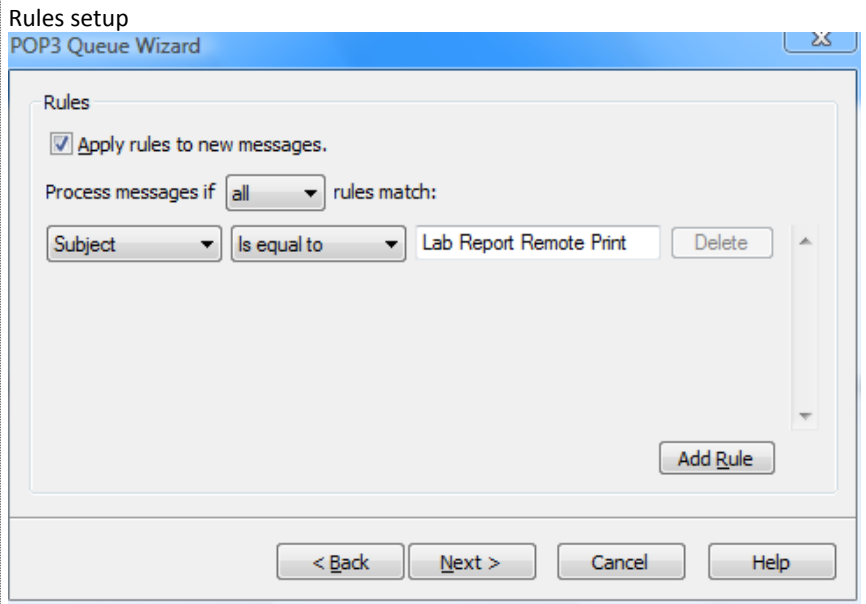 Rules setup
POP3 Queue Wizard
Rules
Apply rules to new messages.
Process messages if all rules match:
Subject Is equal to Lab Report Remote Print Delete
Add Rule
< Back Next > Cancel Help